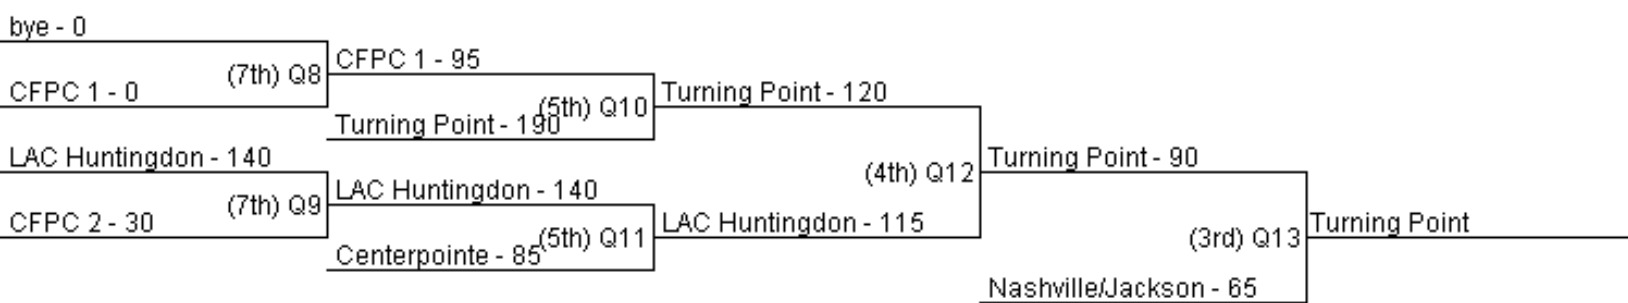 bye - 0
CFPC 1 - 0
(7th) Q8
CFPC 1 - 95
Turning Point - 190
(5th) Q10
Turning Point - 120
LAC Huntingdon - 140
CFPC 2 - 30
(7th) Q9
LAC Huntingdon - 140
Centerpointe - 85
(5th) Q11
LAC Huntingdon - 115
(4th) Q12
Turning Point - 90
Nashville/Jackson - 65
(3rd) Q13
Turning Point